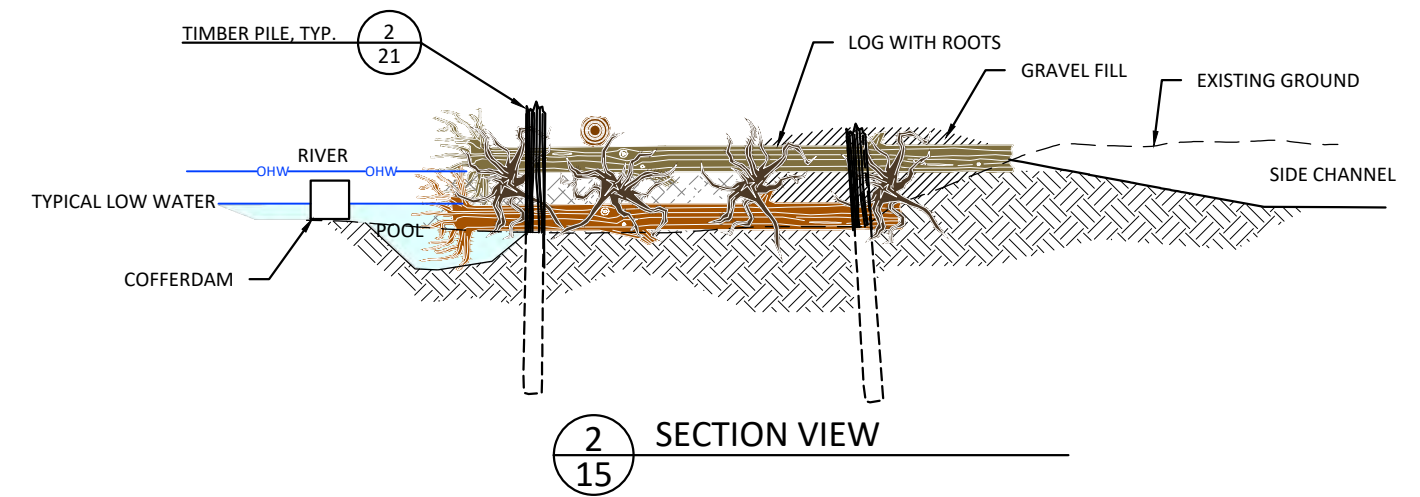 TIMBER PILE, TYP.
2
21
LOG WITH ROOTS
GRAVEL FILL
EXISTING GROUND
RIVER
OHW OHW
SIDE CHANNEL
TYPICAL LOW WATER
POOL
COFFERDAM
2
15
SECTION VIEW